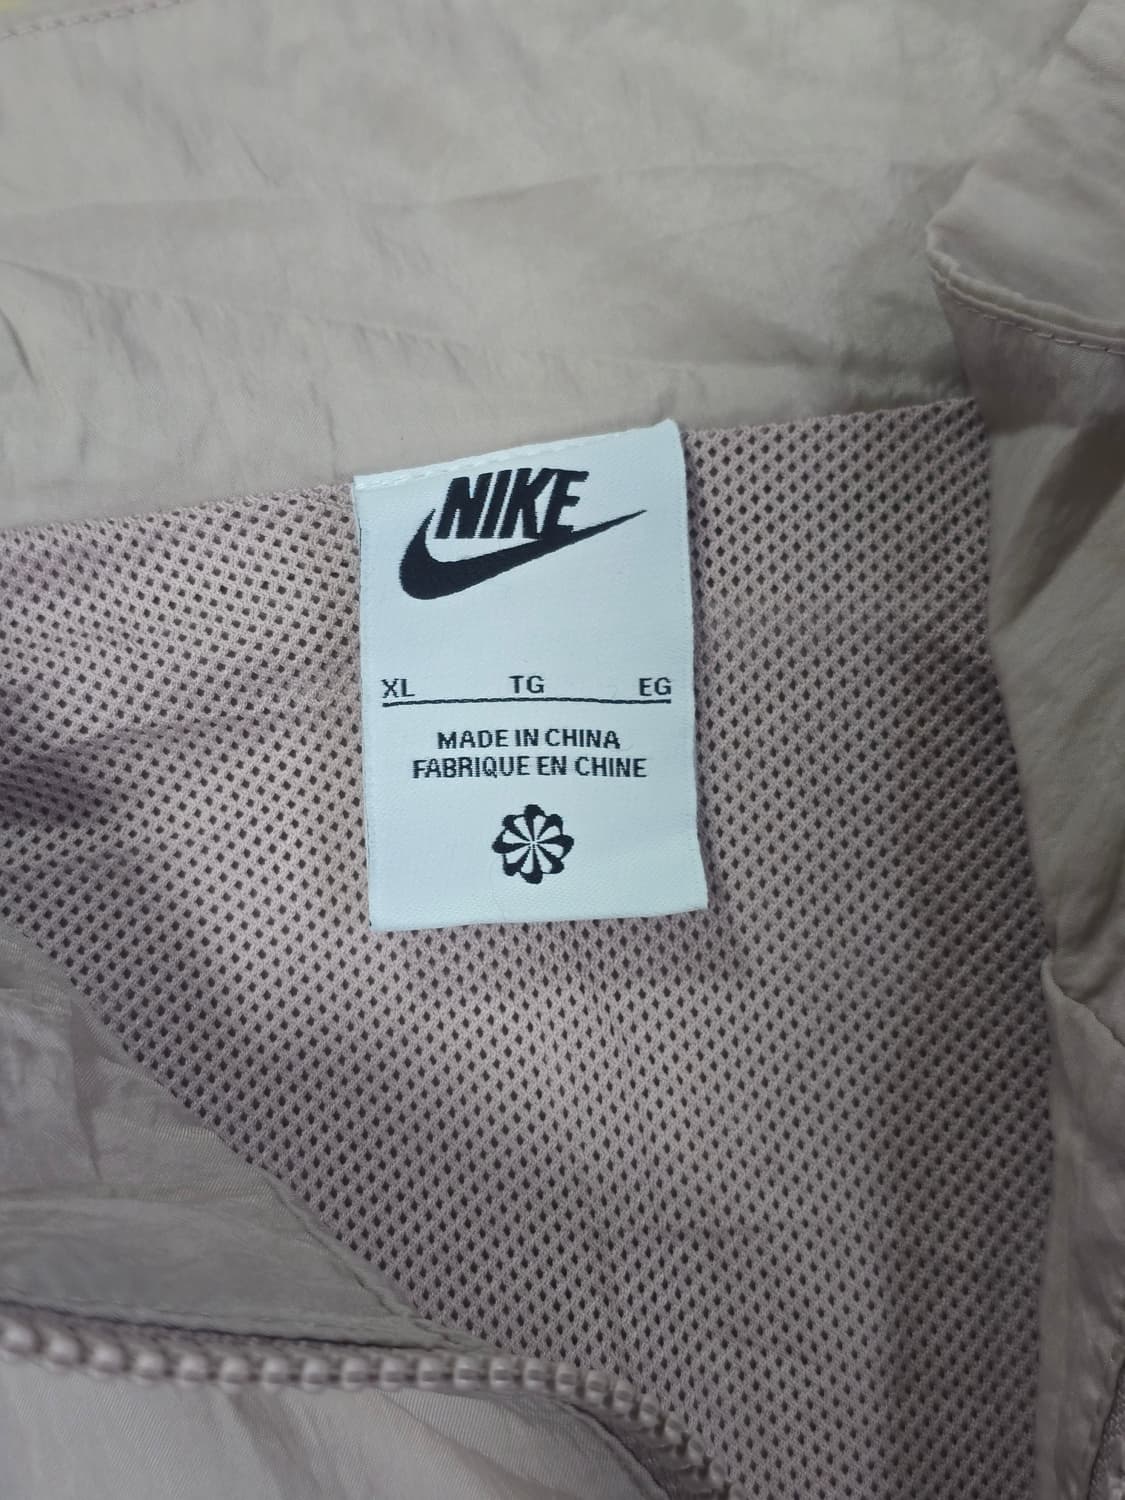 NIKE
XL TG EG
MADE IN CHINA
FABRIQUE EN CHINE